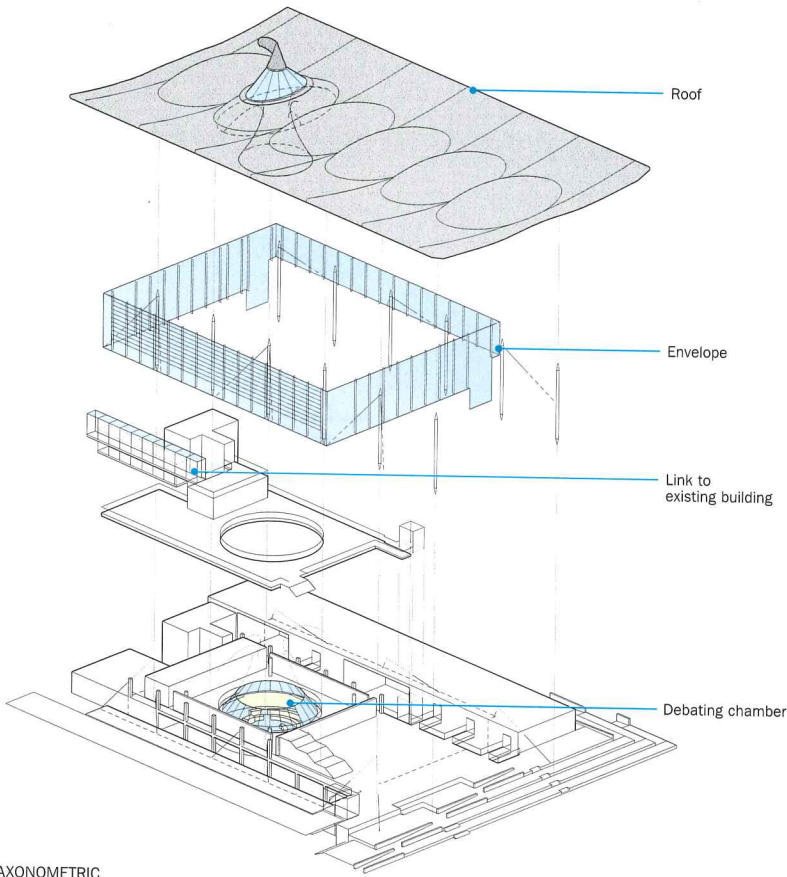 Roof
Envelope
Link to
existing building
Debating chamber
AXONOMETRIC